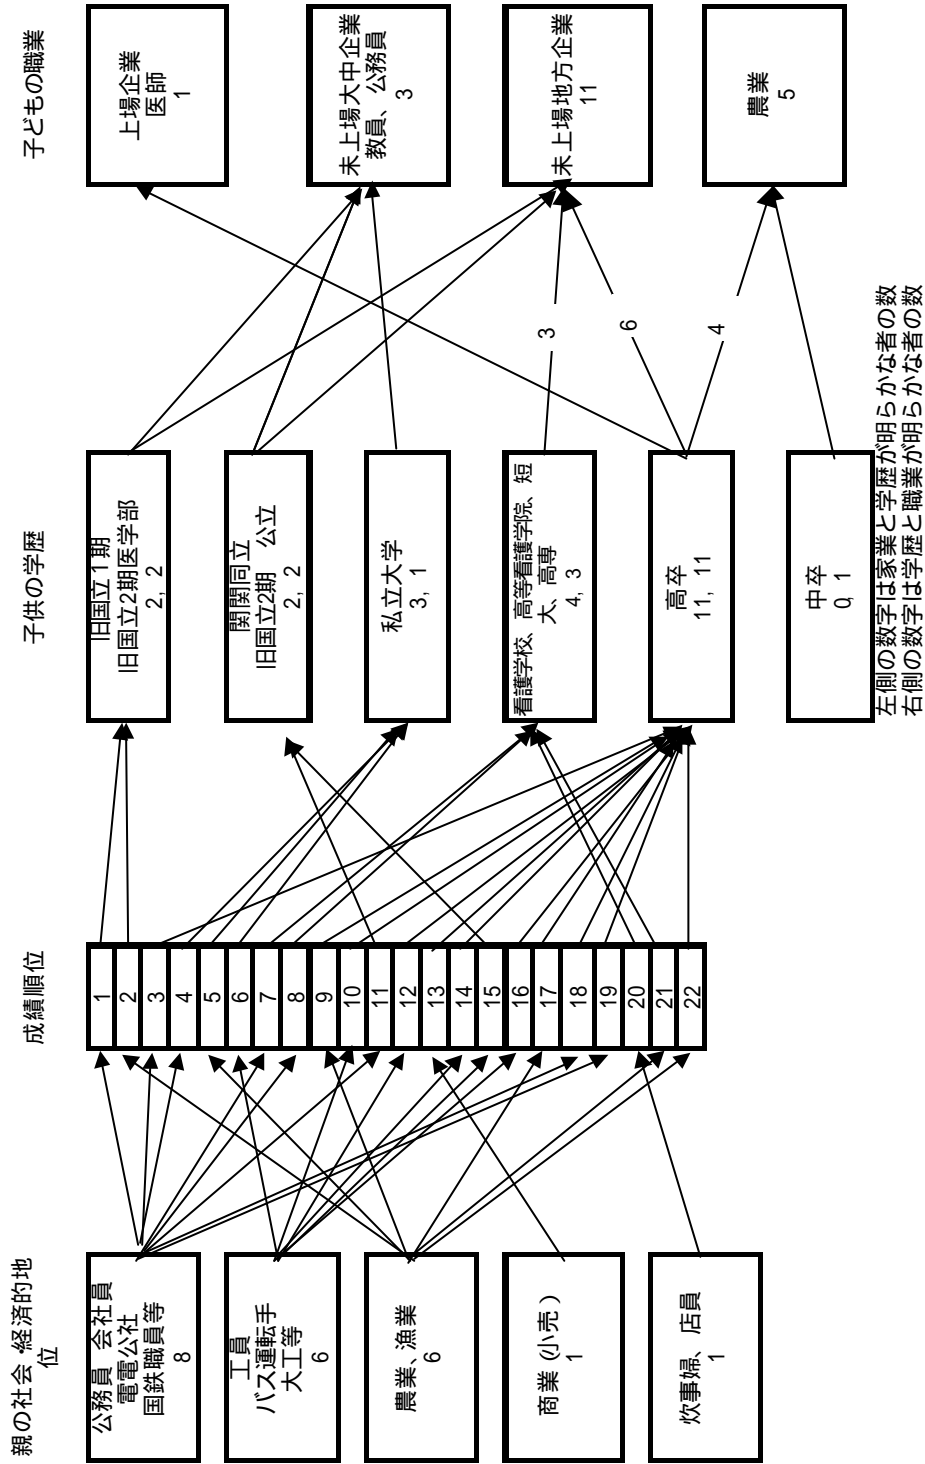 親の社会・経済的地
位
公務員 会社員
電電公社
国鉄職員等
8
工員
バス運転手
大工等
6
農業、漁業
6
商業（小売）
1
炊事婦、店員
1
成績順位
1
2
3
4
5
6
7
8
9
10
11
12
13
14
15
16
17
18
19
20
21
22
子供の学歴
旧国立1期
旧国立2期医学部
2, 2
関関同立
旧国立2期 公立
2, 2
私立大学
3, 1
看護学校、高等看護学院、短
大、高専
4, 3
高卒
11, 11
中卒
0, 1
3
6
4
子どもの職業
上場企業
医師
1
未上場大中企業
教員、公務員
3
未上場地方企業
11
農業
5
左側の数字は家業と学歴が明らかな者の数
右側の数字は学歴と職業が明らかな者の数